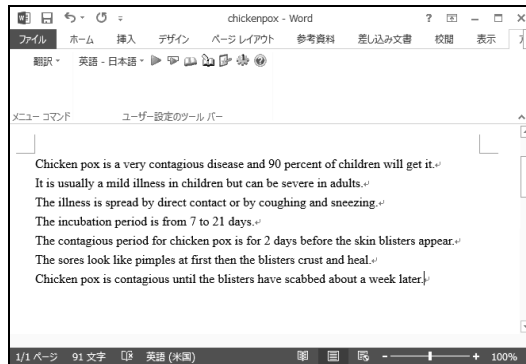 chickenpox - Word
ファイル ホーム 挿入 デザイン ページ レイアウト 参考資料 差し込み文書 校閲 表示
翻訳 英語 - 日本語
メニュー コマンド ユーザー設定のツール バー
Chicken pox is a very contagious disease and 90 percent of children will get it.
It is usually a mild illness in children but can be severe in adults.
The illness is spread by direct contact or by coughing and sneezing.
The incubation period is from 7 to 21 days.
The contagious period for chicken pox is for 2 days before the skin blisters appear.
The sores look like pimples at first then the blisters crust and heal.
Chicken pox is contagious until the blisters have scabbed about a week later.
1/1 ページ 91 文字 英語 (米国) 100%